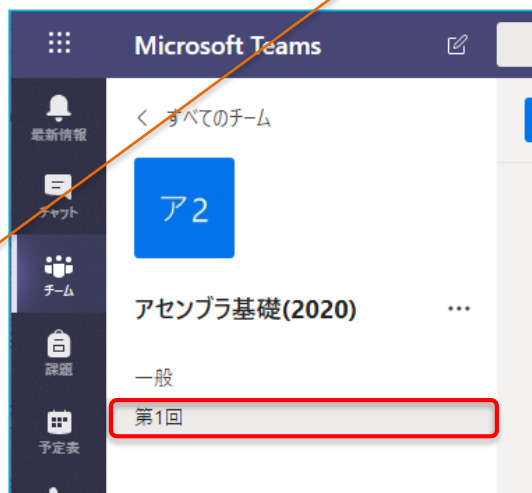 Microsoft Teams
最新情報
チャット
チーム
課題
予定表
< すべてのチーム
ア2
アセンブラ基礎(2020)
一般
第1回